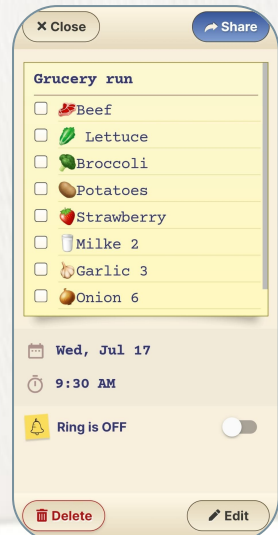 × Close
Share
Grucery run
Beef
Lettuce
Broccoli
Potatoes
Strawberry
Milke 2
Garlic 3
Onion 6
Wed, Jul 17
9:30 AM
Ring is OFF
Delete
Edit